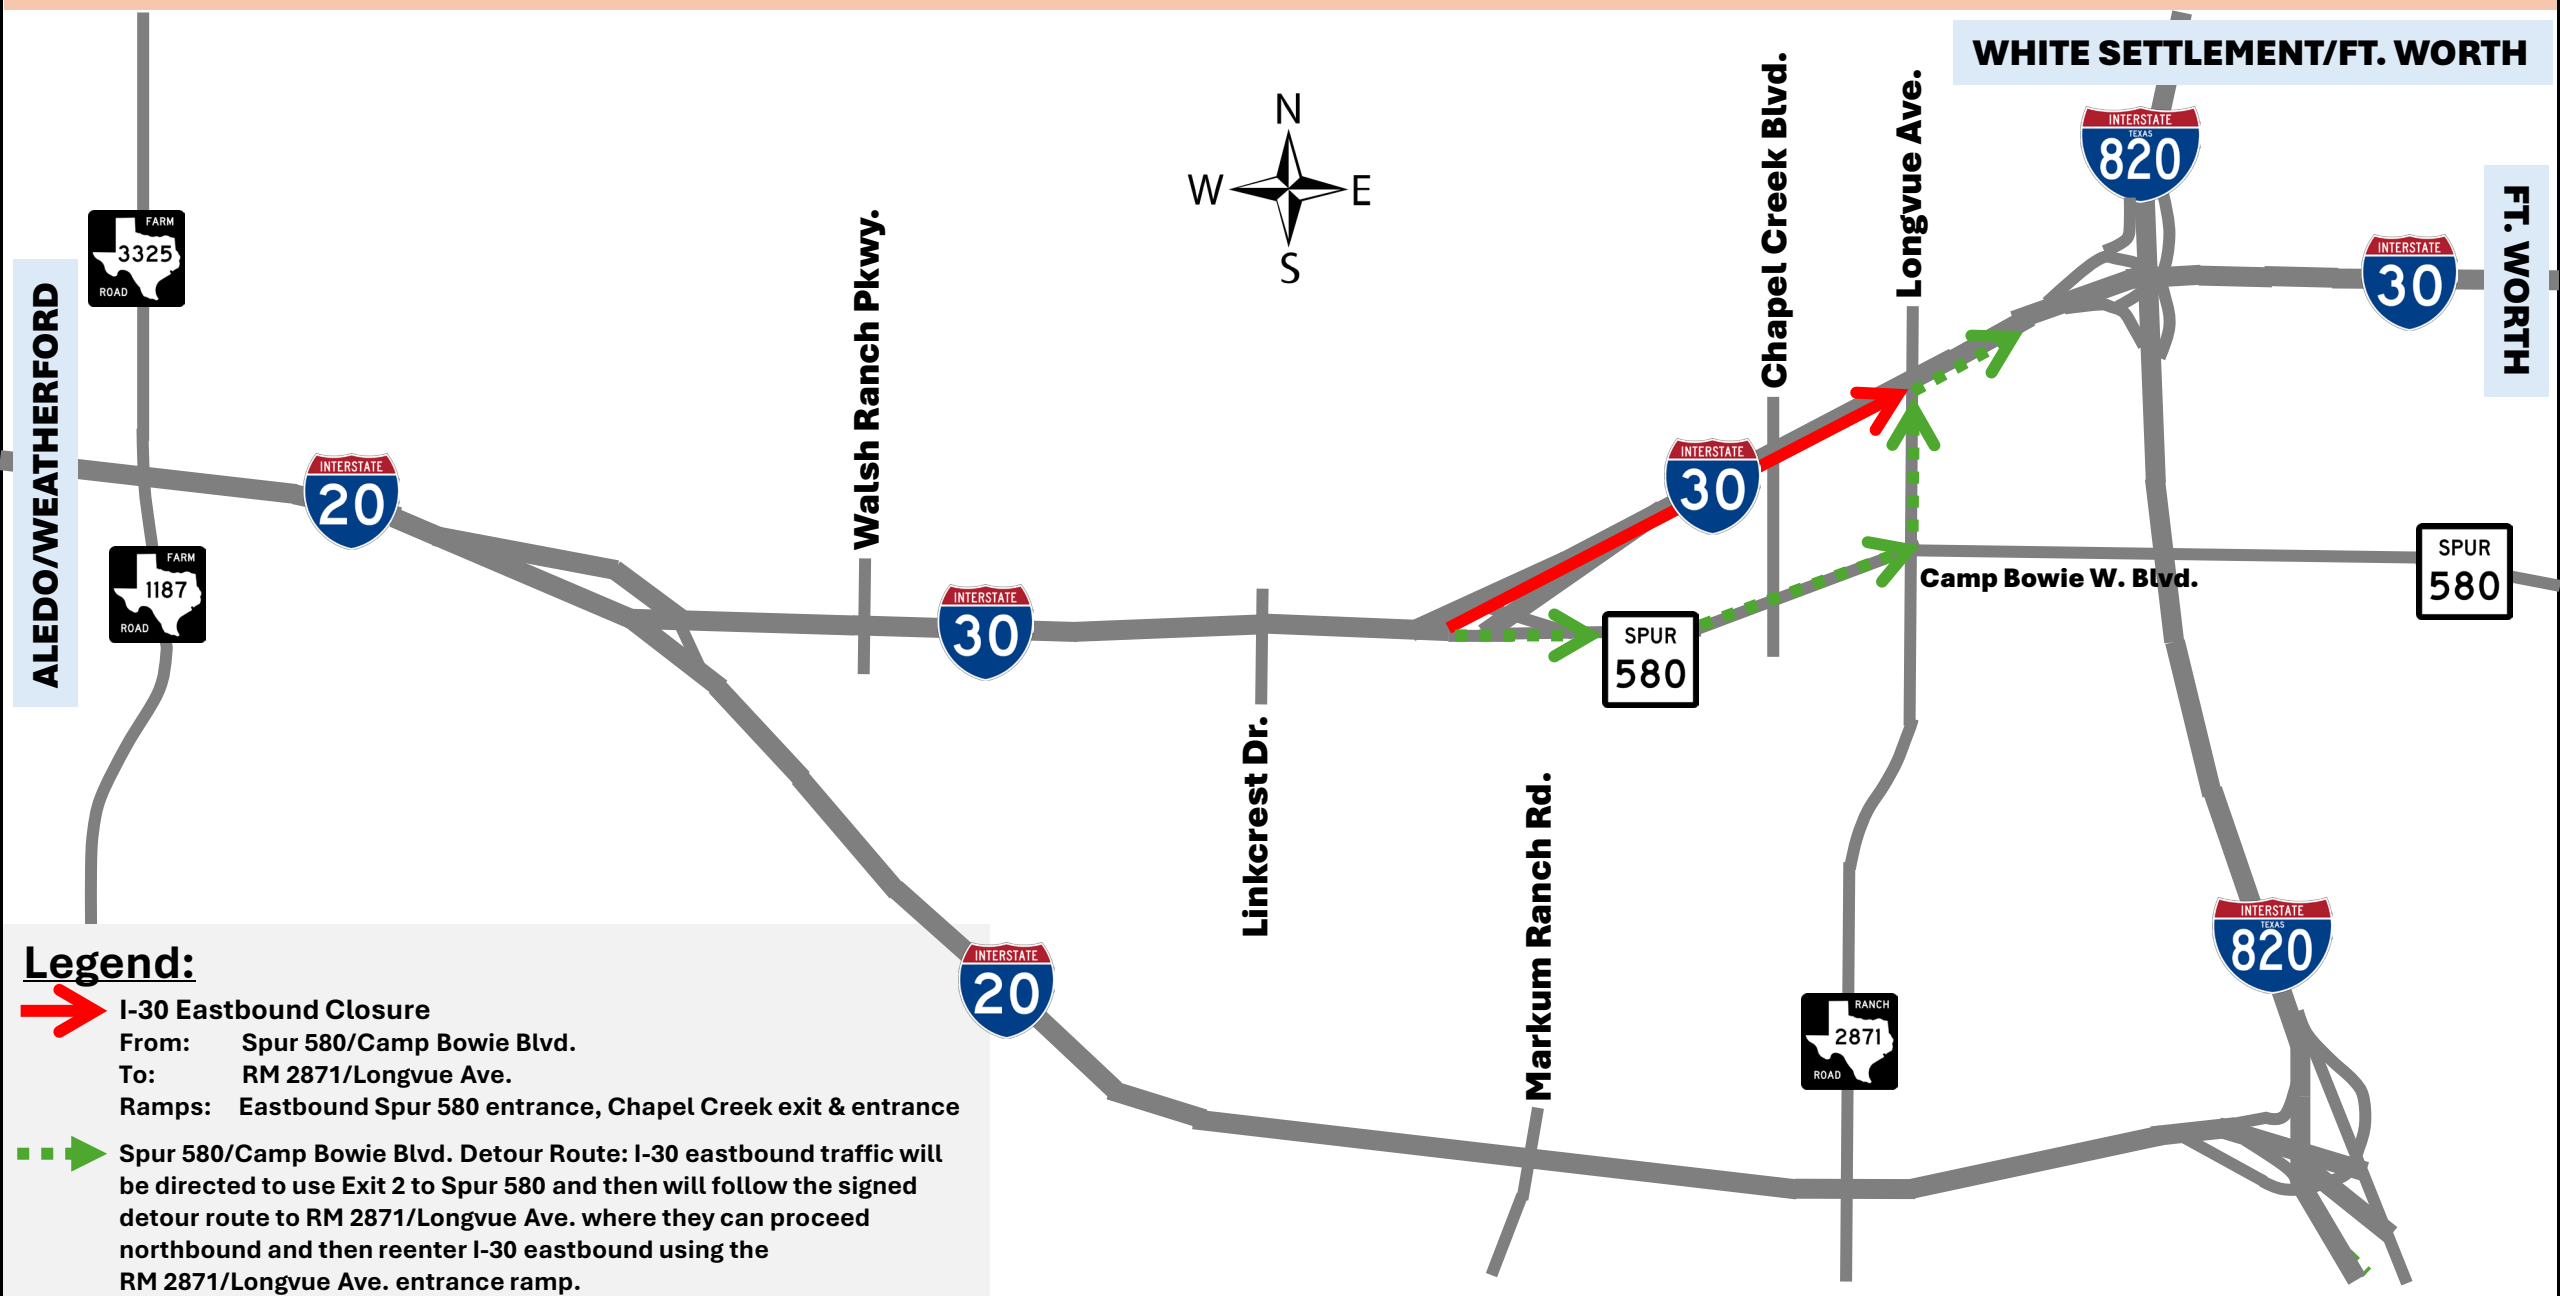 WHITE SETTLEMENT/FT. WORTH
INTERSTATE
TEXAS
820
N
W
E
S
Chapel Creek Blvd.
Longvue Ave.
FT. WORTH
INTERSTATE
30
FARM
3325
ROAD
Walsh Ranch Pkwy.
ALEDO/WEATHERFORD
INTERSTATE
20
INTERSTATE
30
FARM
1187
ROAD
INTERSTATE
30
SPUR
580
Camp Bowie W. Blvd.
SPUR
580
Linkcrest Dr.
Markum Ranch Rd.
INTERSTATE
TEXAS
820
INTERSTATE
20
RANCH
2871
ROAD
Legend:
I-30 Eastbound Closure
From: Spur 580/Camp Bowie Blvd.
To: RM 2871/Longvue Ave.
Ramps: Eastbound Spur 580 entrance, Chapel Creek exit & entrance
Spur 580/Camp Bowie Blvd. Detour Route: I-30 eastbound traffic will
be directed to use Exit 2 to Spur 580 and then will follow the signed
detour route to RM 2871/Longvue Ave. where they can proceed
northbound and then reenter I-30 eastbound using the
RM 2871/Longvue Ave. entrance ramp.